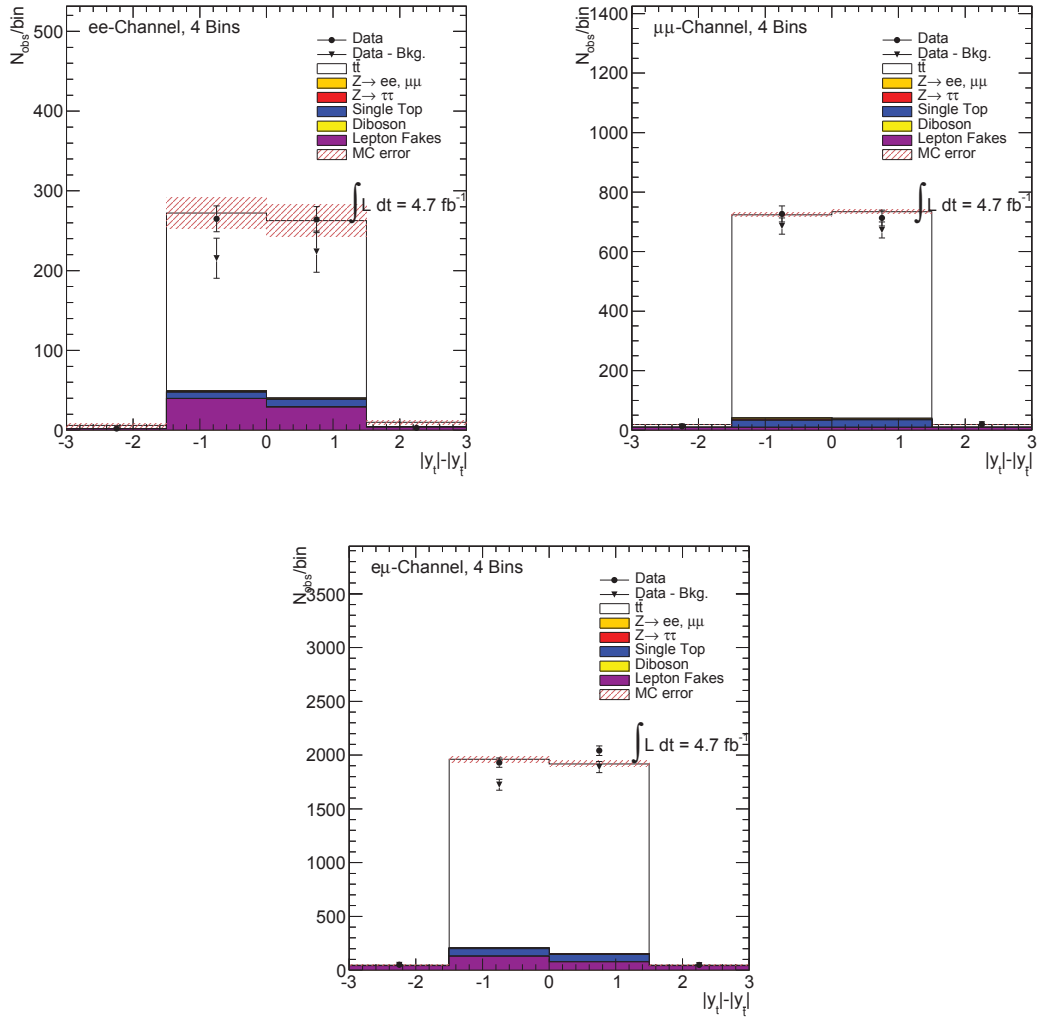 ee-Channel, 4 Bins
N_obs/bin
500
400
300
200
100
0
Data
Data - Bkg.
tt̄
Z→ ee, μμ
Z→ ττ
Single Top
Diboson
Lepton Fakes
MC error
∫ L dt = 4.7 fb⁻¹
-3 -2 -1 0 1 2 3
|y_t|-|y_t̄|
μμ-Channel, 4 Bins
N_obs/bin
1400
1200
1000
800
600
400
200
0
Data
Data - Bkg.
tt̄
Z→ ee, μμ
Z→ ττ
Single Top
Diboson
Lepton Fakes
MC error
∫ L dt = 4.7 fb⁻¹
-3 -2 -1 0 1 2 3
|y_t|-|y_t̄|
eμ-Channel, 4 Bins
N_obs/bin
3500
3000
2500
2000
1500
1000
500
0
Data
Data - Bkg.
tt̄
Z→ ee, μμ
Z→ ττ
Single Top
Diboson
Lepton Fakes
MC error
∫ L dt = 4.7 fb⁻¹
-3 -2 -1 0 1 2 3
|y_t|-|y_t̄|